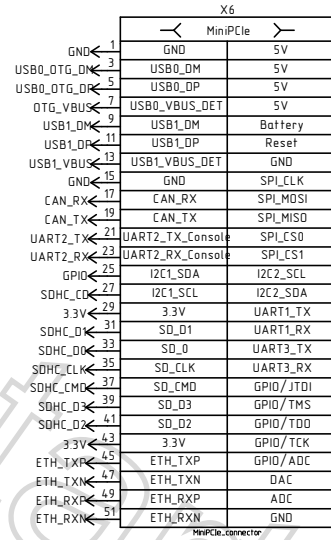 X6
MiniPCIe
GND 1 GND 5V
USB0_OTG_DM 3 USB0_DM 5V
USB0_OTG_DP 5 USB0_DP 5V
OTG_VBUS 7 USB0_VBUS_DET 5V
USB1_DM 9 USB1_DM Battery
USB1_DP 11 USB1_DP Reset
USB1_VBUS 13 USB1_VBUS_DET GND
GND 15 GND SPI_CLK
CAN_RX 17 CAN_RX SPI_MOSI
CAN_TX 19 CAN_TX SPI_MISO
UART2_TX 21 UART2_TX_Console SPI_CS0
UART2_RX 23 UART2_RX_Console SPI_CS1
GPIO 25 I2C1_SDA I2C2_SCL
SDHC_CD 27 I2C1_SCL I2C2_SDA
3.3V 29 3.3V UART1_TX
SDHC_D1 31 SD_D1 UART1_RX
SDHC_D0 33 SD_0 UART3_TX
SDHC_CLK 35 SD_CLK UART3_RX
SDHC_CMD 37 SD_CMD GPIO/JTDI
SDHC_D3 39 SD_D3 GPIO/TMS
SDHC_D2 41 SD_D2 GPIO/TDO
3.3V 43 3.3V GPIO/TCK
ETH_TXP 45 ETH_TXP GPIO/ADC
ETH_TXN 47 ETH_TXN DAC
ETH_RXP 49 ETH_RXP ADC
ETH_RXN 51 ETH_RXN GND
MiniPCIe_connector